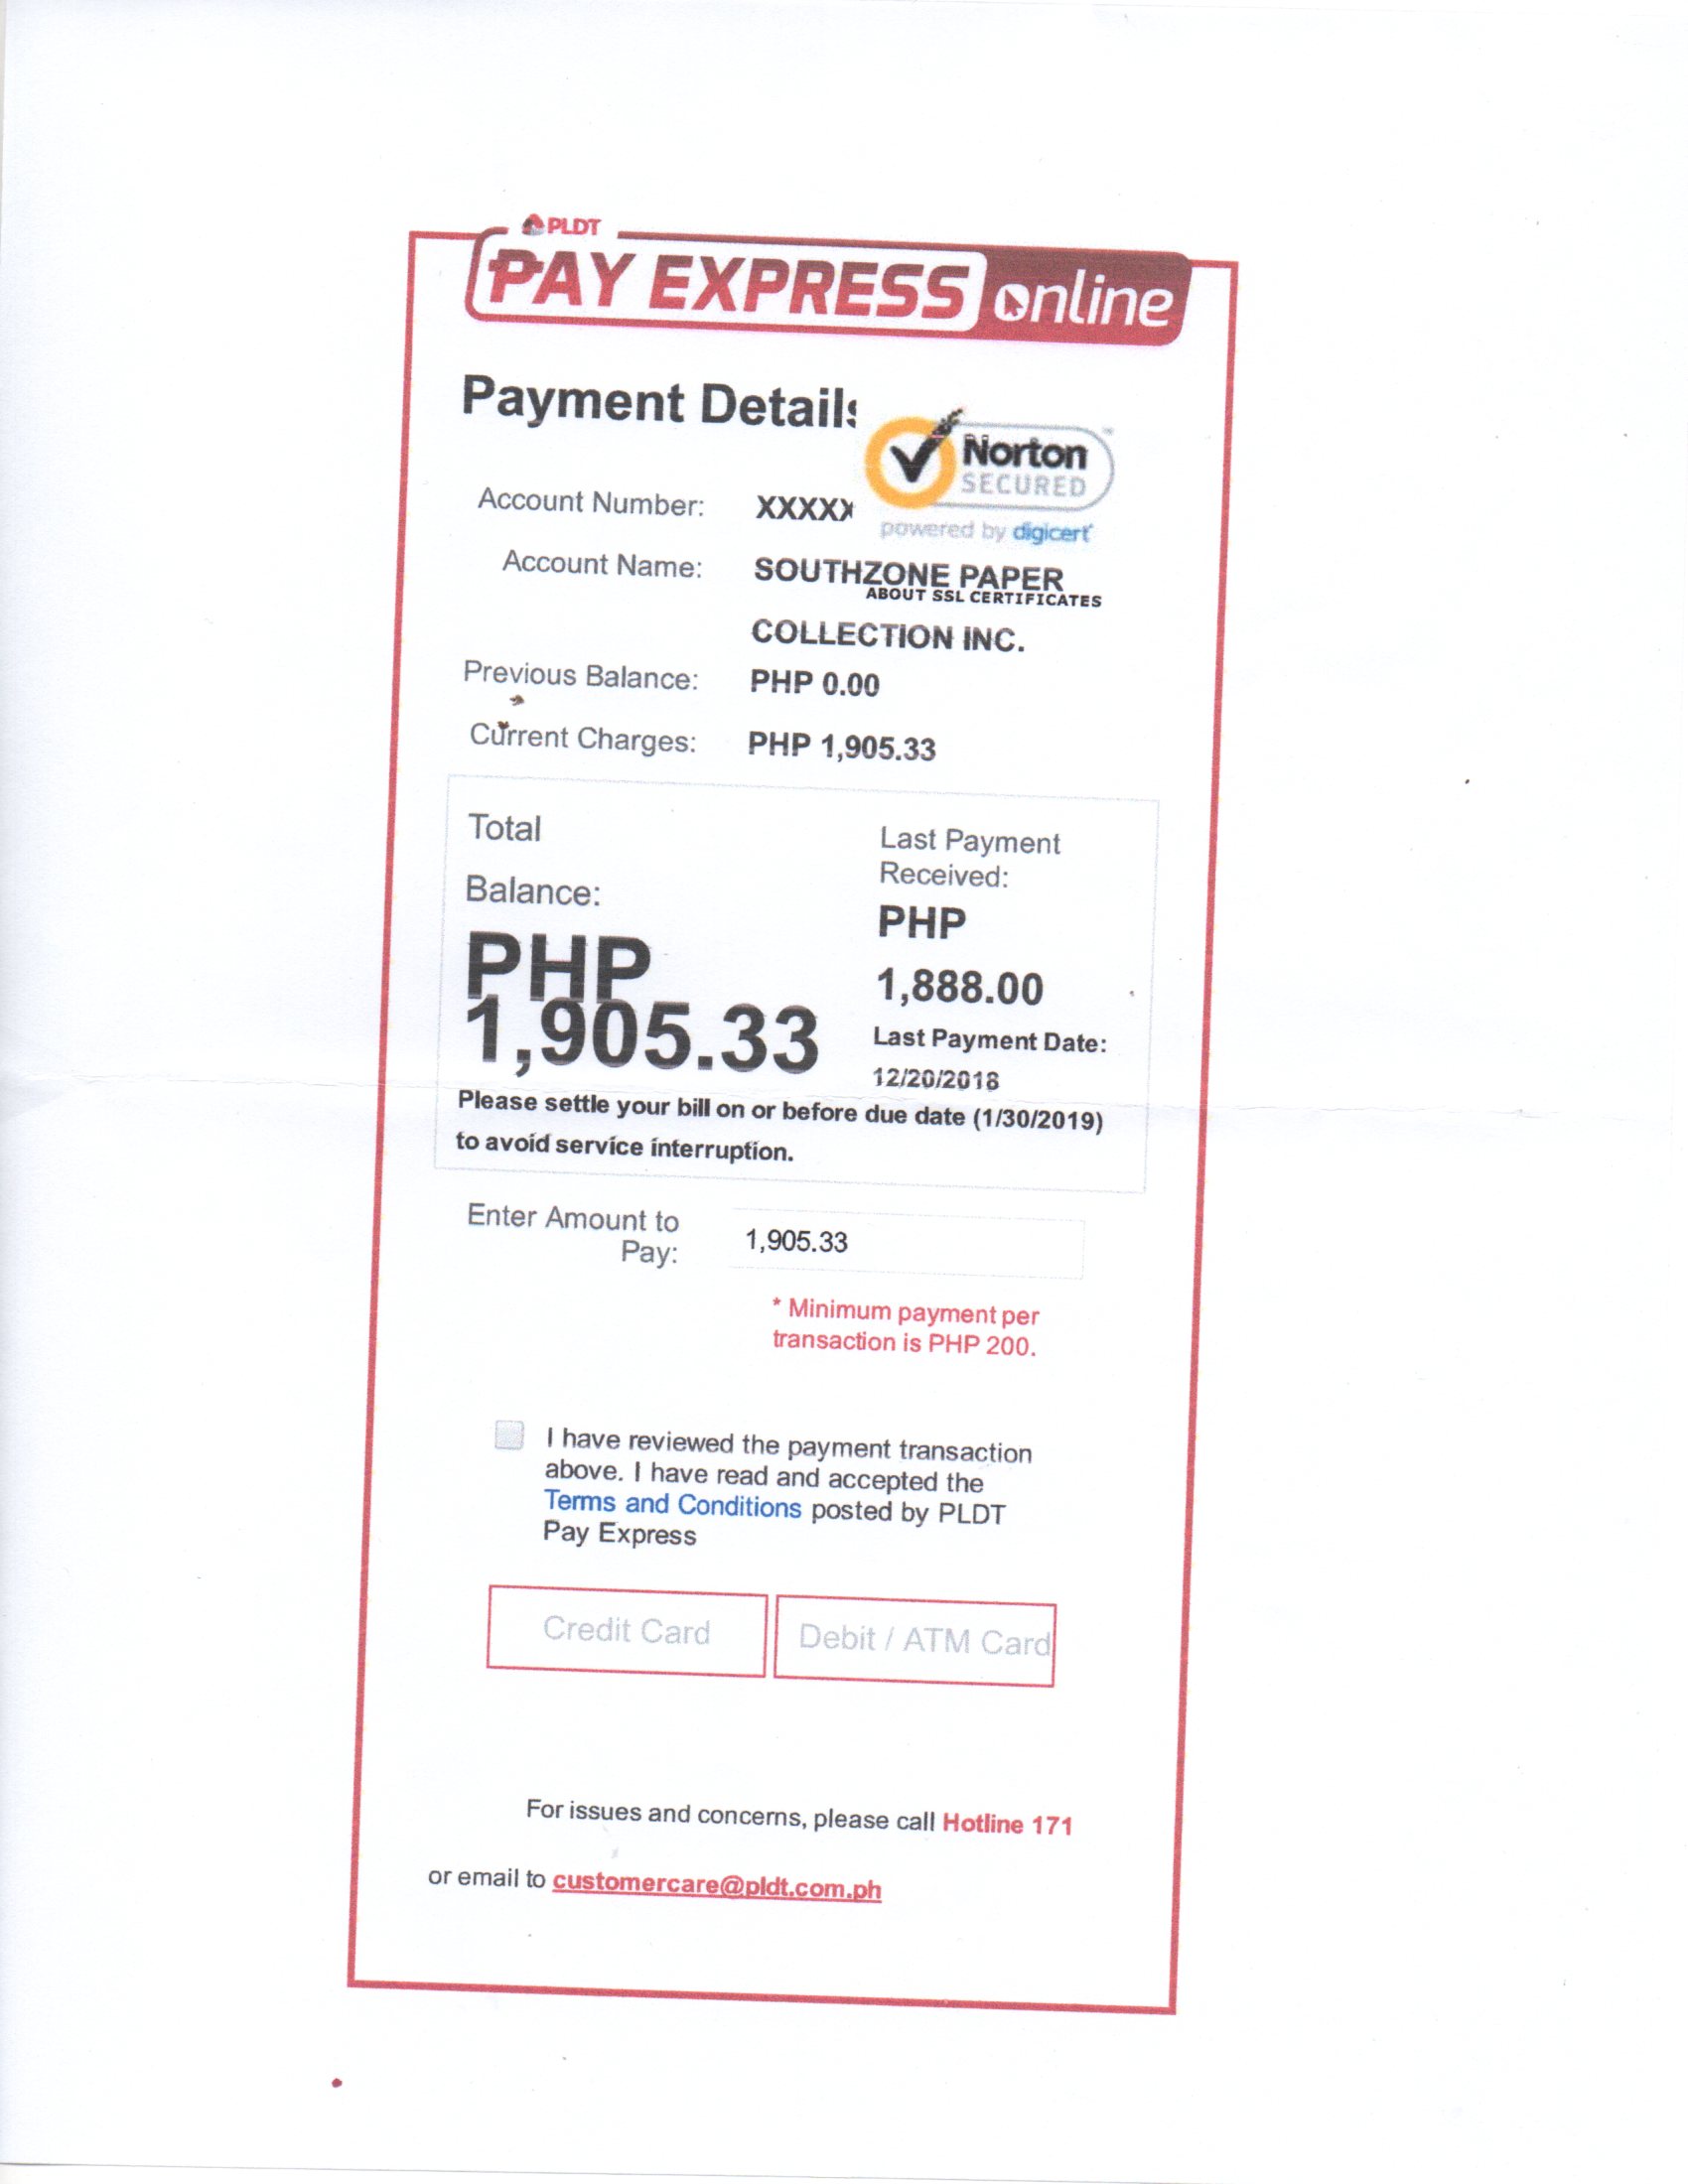 PLDT
PAY EXPRESS online
Payment Details
Norton
SECURED
powered by digicert
Account Number: XXXXX
Account Name: SOUTHZONE PAPER
ABOUT SSL CERTIFICATES
COLLECTION INC.
Previous Balance: PHP 0.00
Current Charges: PHP 1,905.33
Total
Balance:
PHP
1,905.33
Last Payment
Received:
PHP
1,888.00
Last Payment Date:
12/20/2018
Please settle your bill on or before due date (1/30/2019)
to avoid service interruption.
Enter Amount to
Pay: 1,905.33
* Minimum payment per
transaction is PHP 200.
I have reviewed the payment transaction
above. I have read and accepted the
Terms and Conditions posted by PLDT
Pay Express
Credit Card Debit / ATM Card
For issues and concerns, please call Hotline 171
or email to customercare@pldt.com.ph